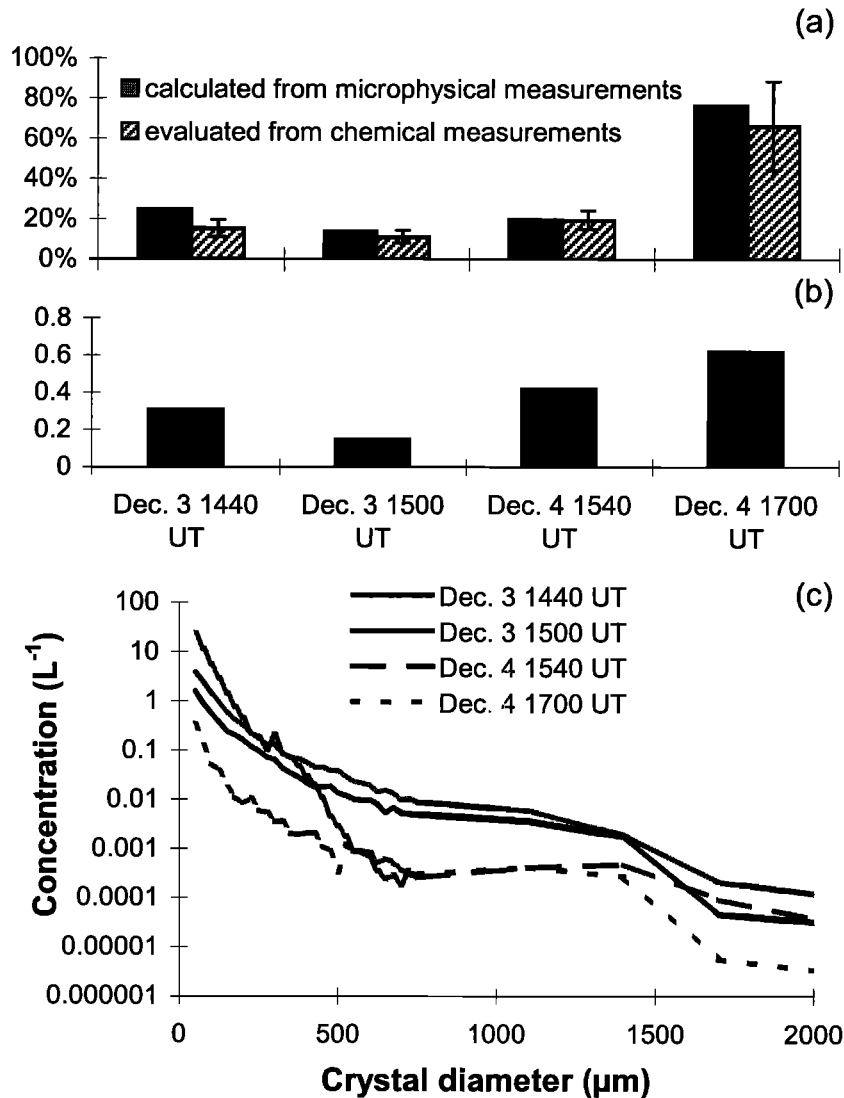 (a)
100%
80%
60%
40%
20%
0%
calculated from microphysical measurements
evaluated from chemical measurements
(b)
0.8
0.6
0.4
0.2
0
Dec. 3 1440 UT
Dec. 3 1500 UT
Dec. 4 1540 UT
Dec. 4 1700 UT
(c)
Concentration (L⁻¹)
100
10
1
0.1
0.01
0.001
0.0001
0.00001
0.000001
Dec. 3 1440 UT
Dec. 3 1500 UT
Dec. 4 1540 UT
Dec. 4 1700 UT
0 500 1000 1500 2000
Crystal diameter (µm)